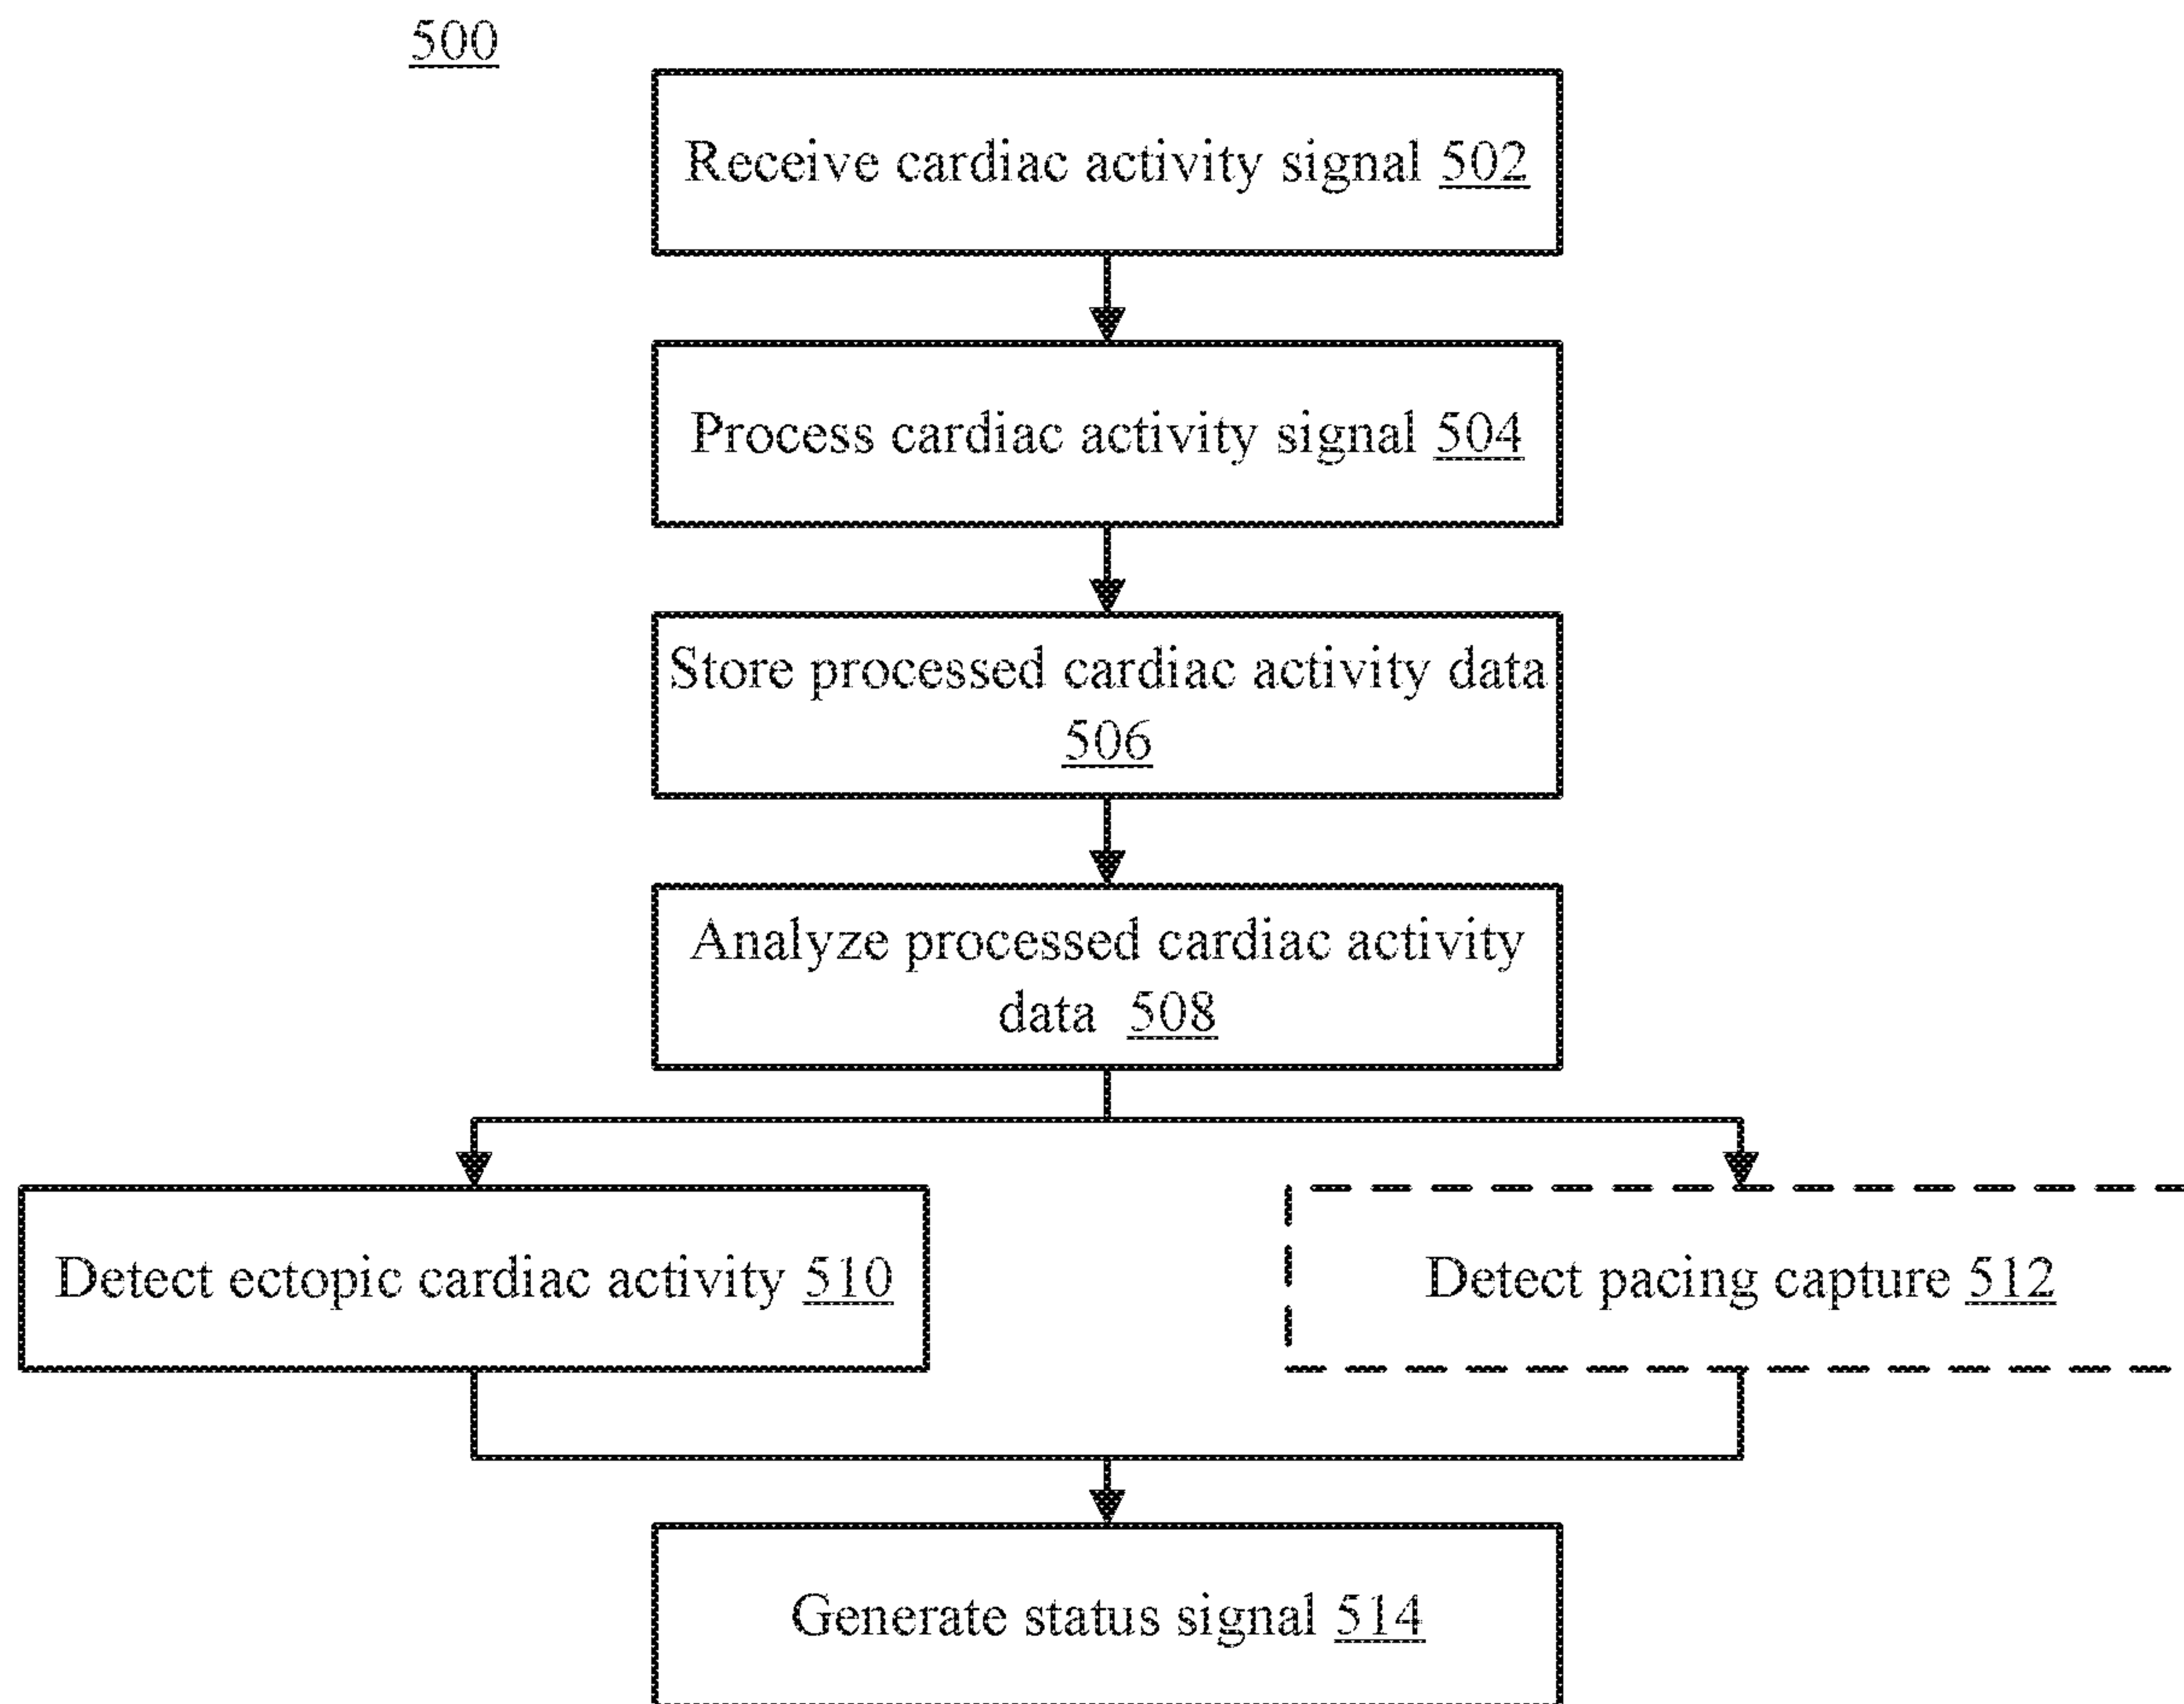 500
Receive cardiac activity signal 502
Process cardiac activity signal 504
Store processed cardiac activity data
506
Analyze processed cardiac activity
data 508
Detect ectopic cardiac activity 510
Detect pacing capture 512
Generate status signal 514